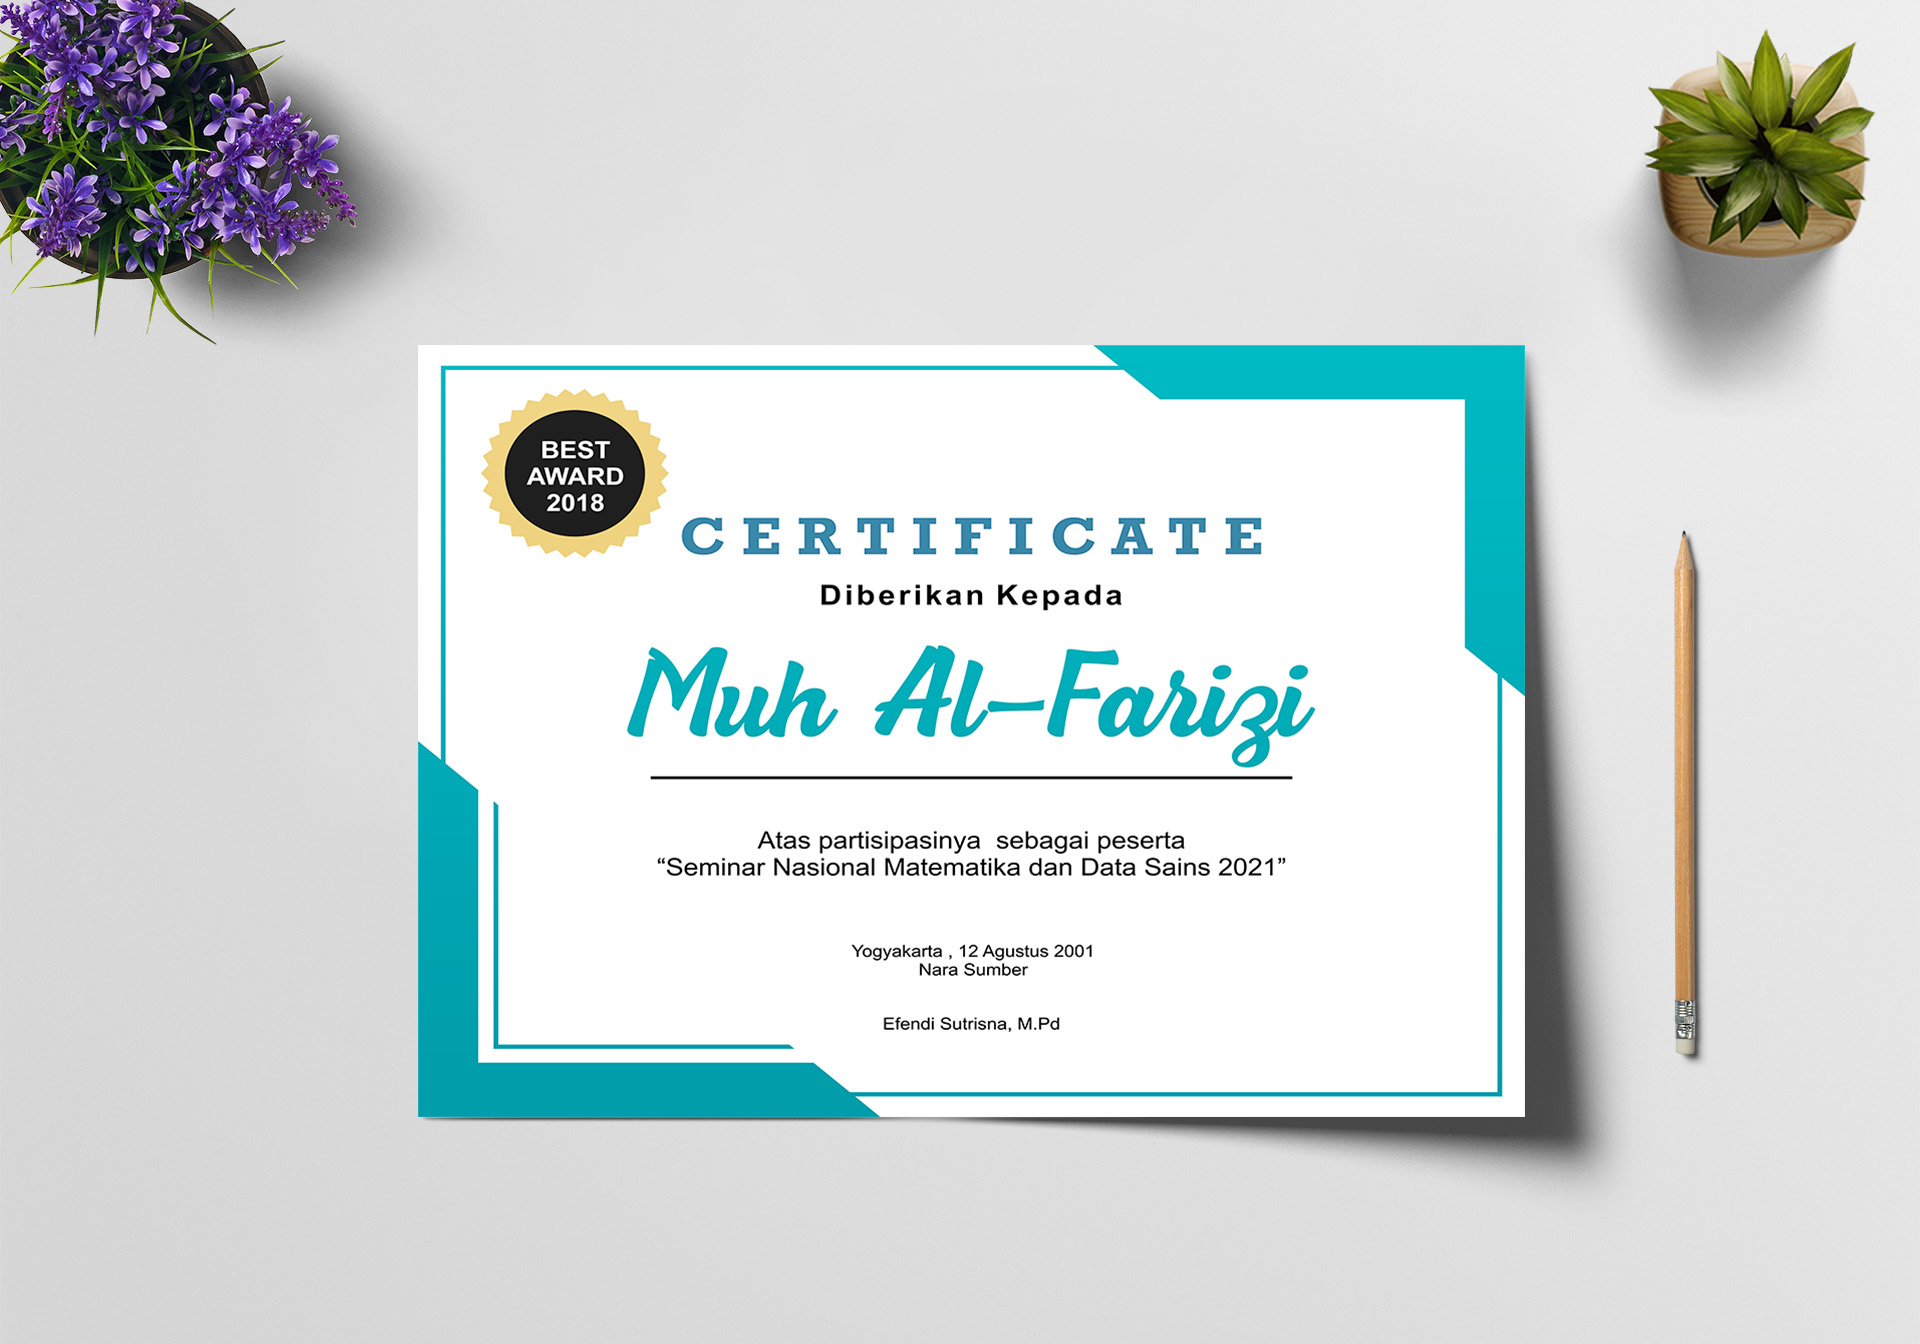 BEST
AWARD
2018
CERTIFICATE
Diberikan Kepada
Muh Al-Farizi
Atas partisipasinya  sebagai peserta
“Seminar Nasional Matematika dan Data Sains 2021”
Yogyakarta , 12 Agustus 2001
Nara Sumber
Efendi Sutrisna, M.Pd